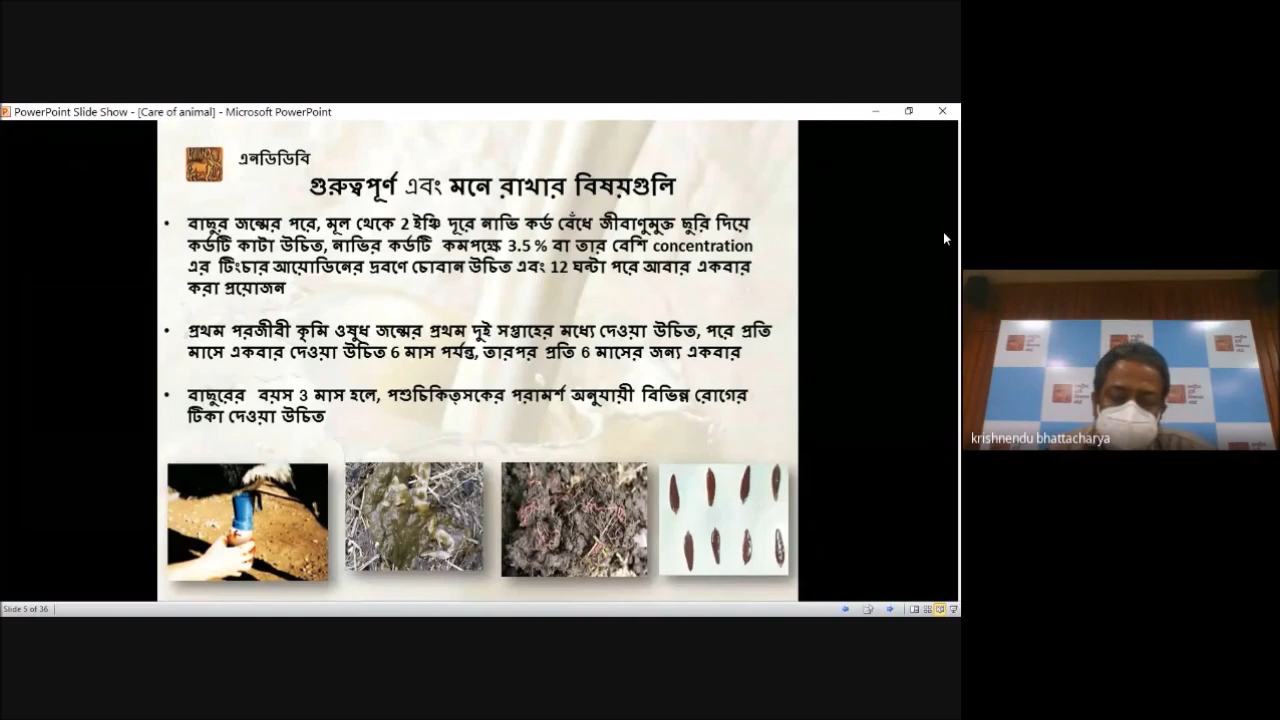 PowerPoint Slide Show - [Care of animal] - Microsoft PowerPoint
এনডিডিবি
গুরুত্বপূর্ণ এবং মনে রাখার বিষয়গুলি
• বাছুর জন্মের পরে, মূল থেকে 2 ইঞ্চি দূরে নাভি কর্ড বেঁধে জীবাণুমুক্ত ছুরি দিয়ে
কর্ডটি কাটা উচিত, নাভির কর্ডটি কমপক্ষে 3.5 % বা তার বেশি concentration
এর টিংচার আয়োডিনের দ্রবণে চোবান উচিত এবং 12 ঘন্টা পরে আবার একবার
করা প্রয়োজন
• প্রথম পরজীবী কৃমি ওষুধ জন্মের প্রথম দুই সপ্তাহের মধ্যে দেওয়া উচিত, পরে প্রতি
মাসে একবার দেওয়া উচিত 6 মাস পর্যন্ত, তারপর প্রতি 6 মাসের জন্য একবার
• বাছুরের বয়স 3 মাস হলে, পশুচিকিত্সকের পরামর্শ অনুযায়ী বিভিন্ন রোগের
টিকা দেওয়া উচিত
krishnendu bhattacharya
Slide 5 of 36